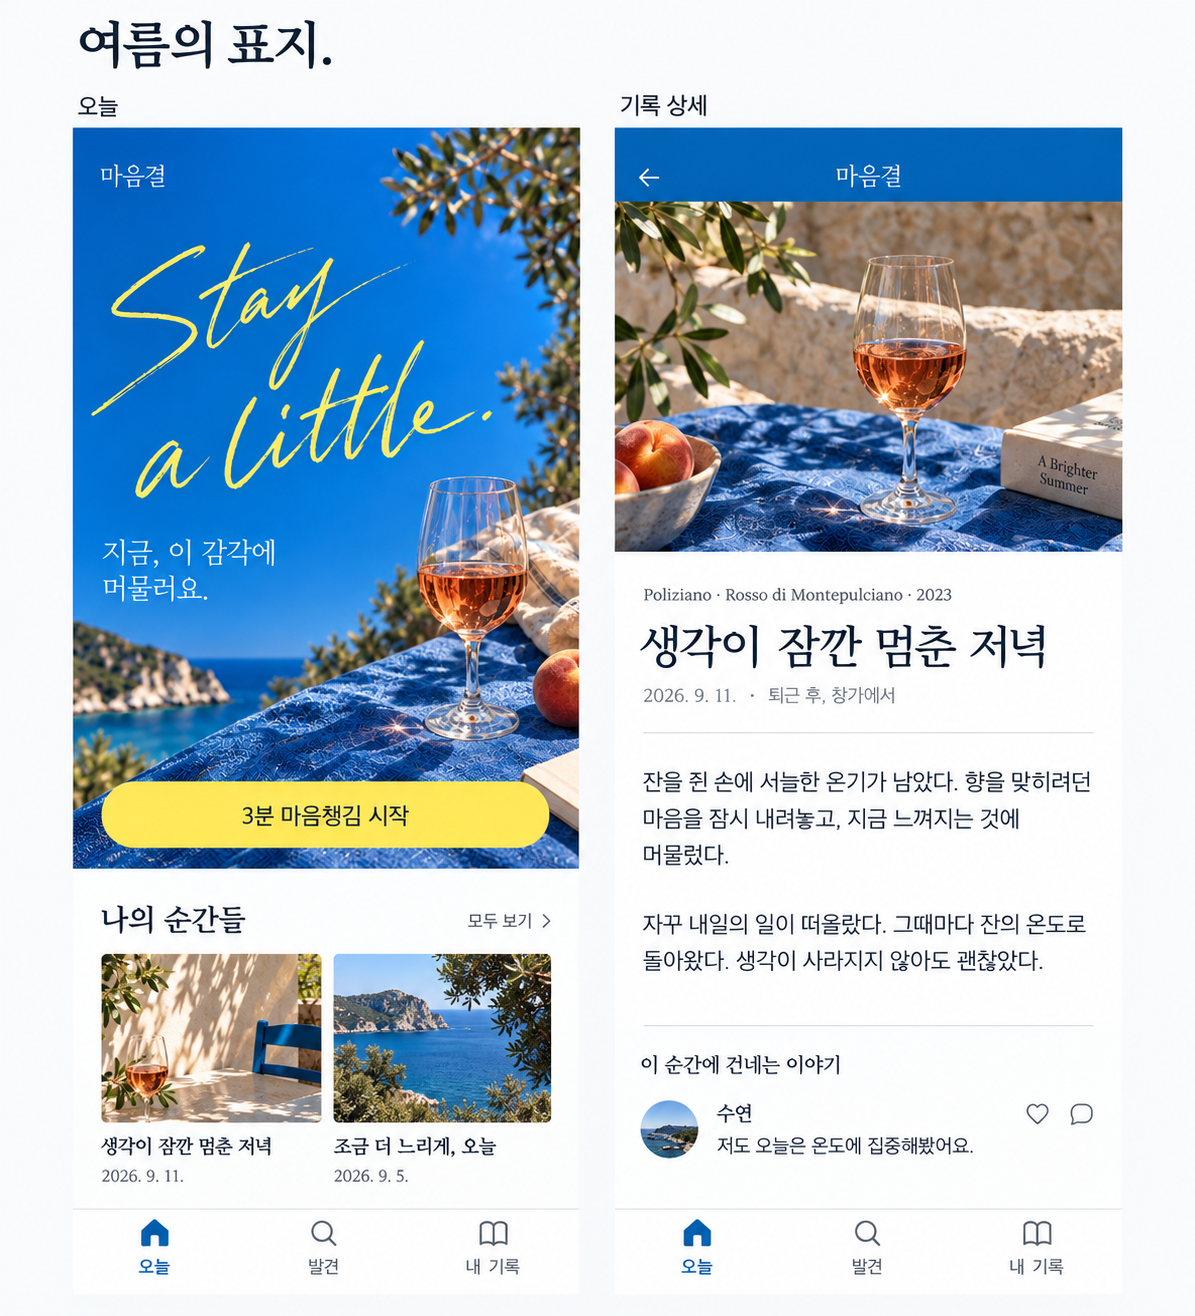 여름의 표지.
오늘
마음결
Stay
a little.
지금, 이 감각에
머물러요.
3분 마음챙김 시작
나의 순간들
모두 보기
생각이 잠깐 멈춘 저녁
2026. 9. 11.
조금 더 느리게, 오늘
2026. 9. 5.
오늘
발견
내 기록
기록 상세
마음결
A Brighter
Summer
Poliziano · Rosso di Montepulciano · 2023
생각이 잠깐 멈춘 저녁
2026. 9. 11. · 퇴근 후, 창가에서
잔을 쥔 손에 서늘한 온기가 남았다. 향을 맞히려던
마음을 잠시 내려놓고, 지금 느껴지는 것에
머물렀다.
자꾸 내일의 일이 떠올랐다. 그때마다 잔의 온도로
돌아왔다. 생각이 사라지지 않아도 괜찮았다.
이 순간에 건네는 이야기
수연
저도 오늘은 온도에 집중해봤어요.
오늘
발견
내 기록